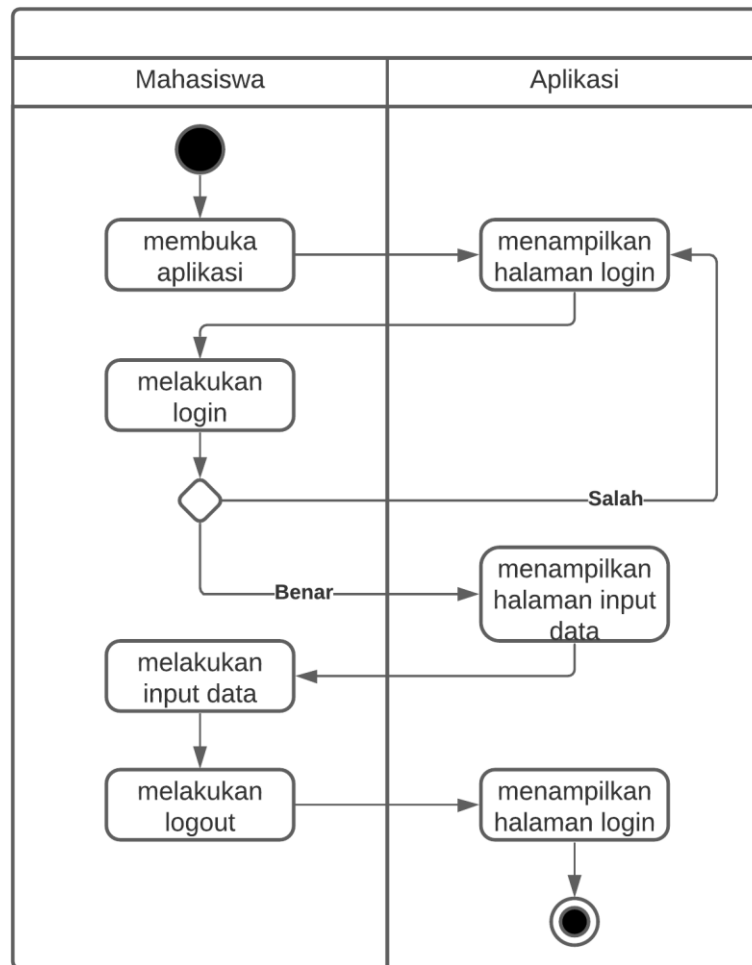 Mahasiswa
Aplikasi
membuka
aplikasi
menampilkan
halaman login
melakukan
login
Salah
Benar
menampilkan
halaman input
data
melakukan
input data
melakukan
logout
menampilkan
halaman login